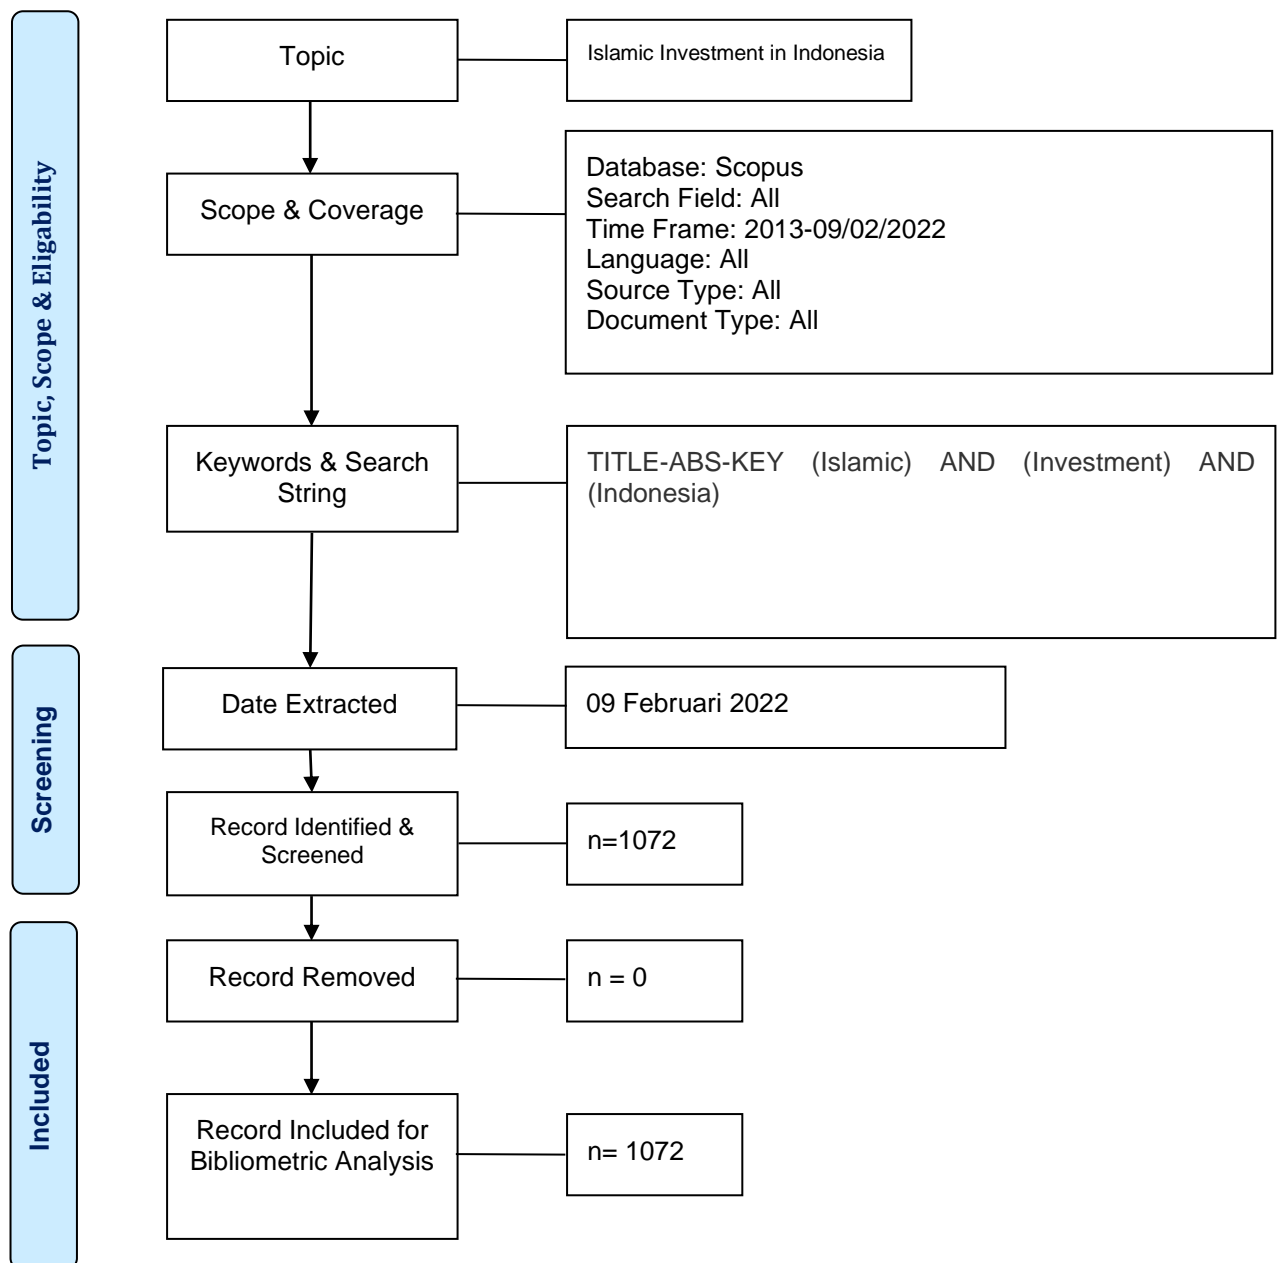 Topic, Scope & Eligability
Topic
Islamic Investment in Indonesia
Scope & Coverage
Database: Scopus
Search Field: All
Time Frame: 2013-09/02/2022
Language: All
Source Type: All
Document Type: All
Keywords & Search
String
TITLE-ABS-KEY (Islamic) AND (Investment) AND
(Indonesia)
Screening
Date Extracted
09 Februari 2022
Record Identified &
Screened
n=1072
Included
Record Removed
n = 0
Record Included for
Bibliometric Analysis
n= 1072